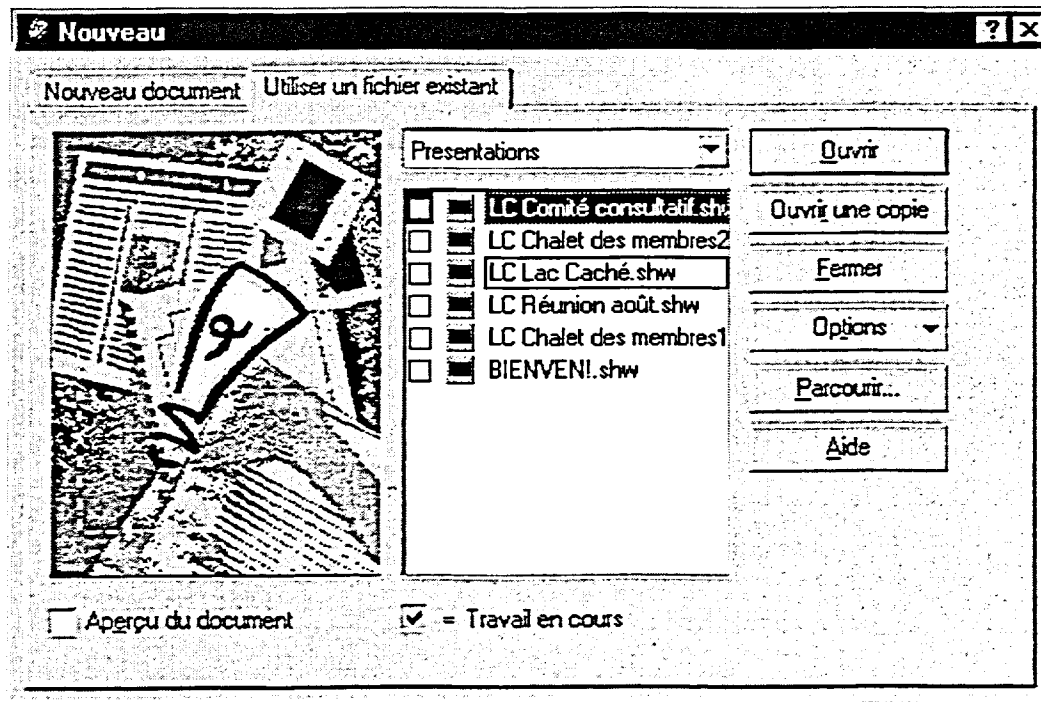 Nouveau
Nouveau document Utiliser un fichier existant
Presentations
LC Comité consultatif.shw
LC Chalet des membres2
LC Lac Caché.shw
LC Réunion août.shw
LC Chalet des membres1
BIENVEN!.shw
Ouvrir
Ouvrir une copie
Fermer
Options
Parcourir...
Aide
Aperçu du document
= Travail en cours